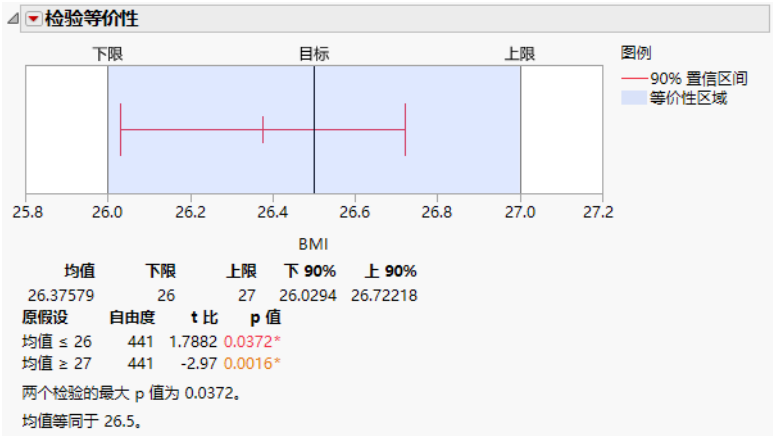 检验等价性
下限 目标 上限 图例
90% 置信区间
等价性区域
25.8 26.0 26.2 26.4 26.6 26.8 27.0 27.2
BMI
均值 下限 上限 下 90% 上 90%
26.37579 26 27 26.0294 26.72218
原假设 自由度 t 比 p 值
均值 ≤ 26 441 1.7882 0.0372*
均值 ≥ 27 441 -2.97 0.0016*
两个检验的最大 p 值为 0.0372。
均值等同于 26.5。